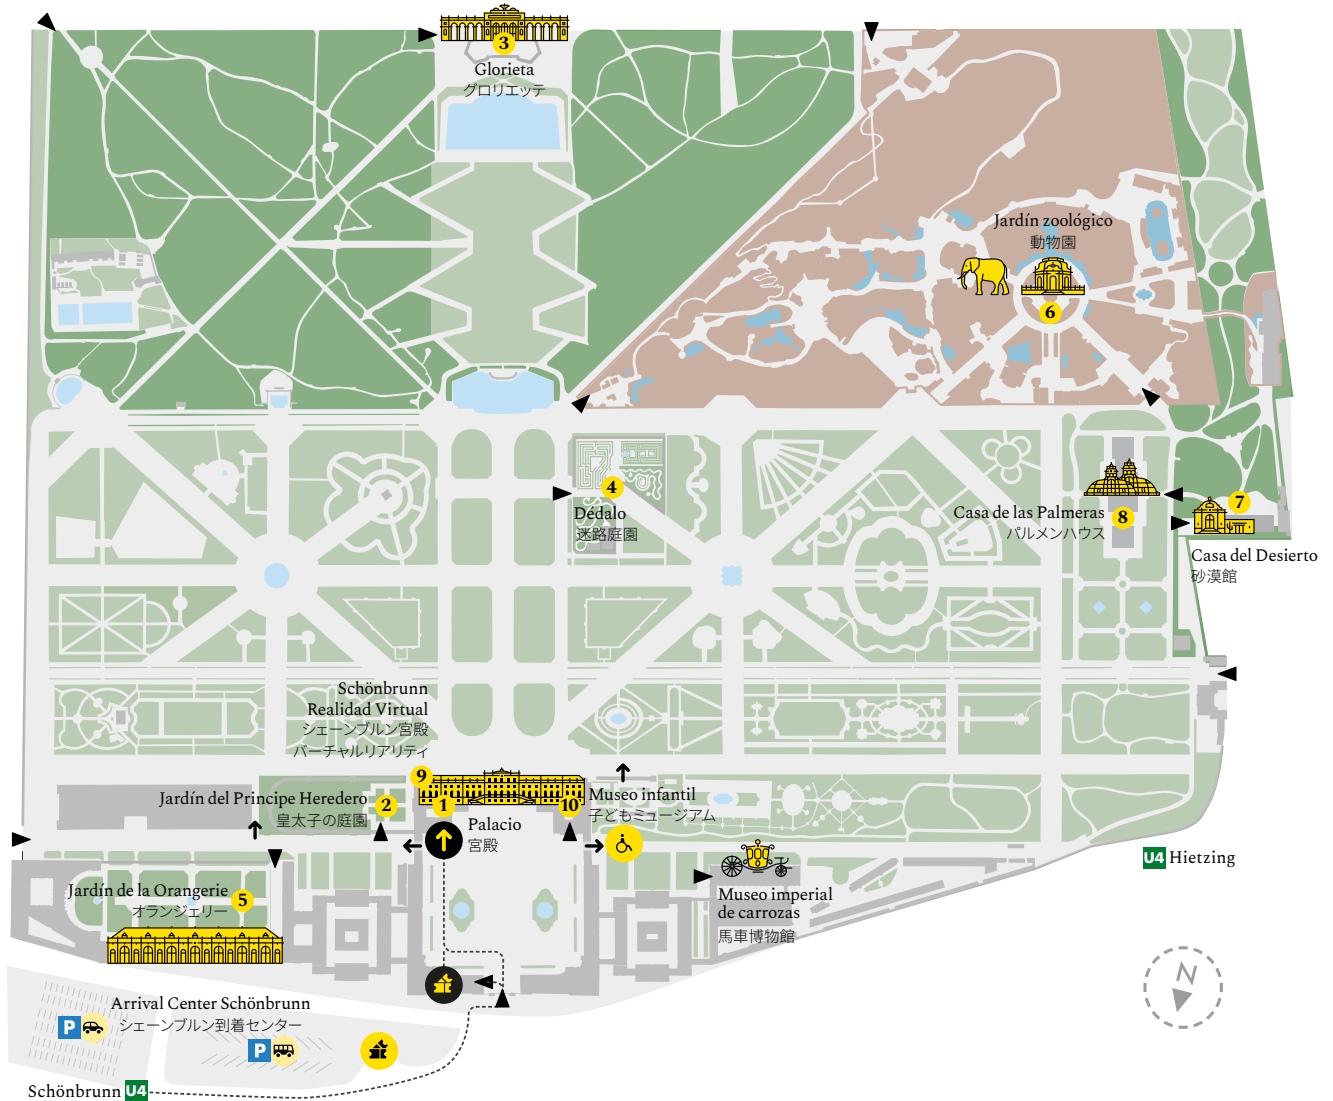 3
Glorieta
グロリエッテ
Jardín zoológico
動物園
6
4
Dédalo
迷路庭園
Casa de las Palmeras
パルメンハウス
8
7
Casa del Desierto
砂漠館
Schönbrunn
Realidad Virtual
シェーンブルン宮殿
バーチャルリアリティ
9
1
10
Jardín del Principe Heredero
皇太子の庭園
2
Palacio
宮殿
Museo infantil
子どもミュージアム
U4 Hietzing
Jardín de la Orangerie
オランジェリー
5
Museo imperial
de carrozas
馬車博物館
N
Arrival Center Schönbrunn
シェーンブルン到着センター
P
P
Schönbrunn U4